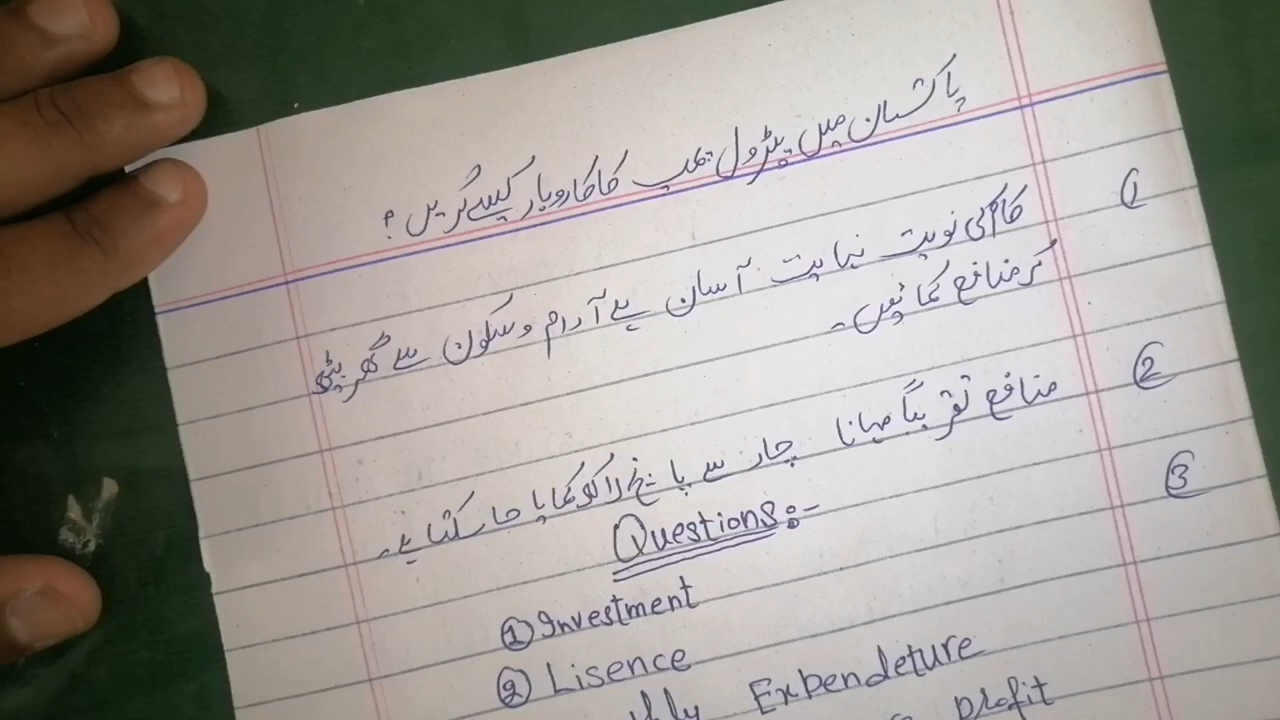 پاکستان میں پٹرول پمپ کا کاروبار کیسے کریں ؟
① کام کی نوعیت نہایت آسان ہے آرام و سکون سے گھر بیٹھ
کر منافع کمائیں۔
② منافع تقریباً مہانا چار سے پانچ لاکھ کمایا جا سکتا ہے۔
③
Questions:-
① Investment
② Lisence
Expendeture
profit